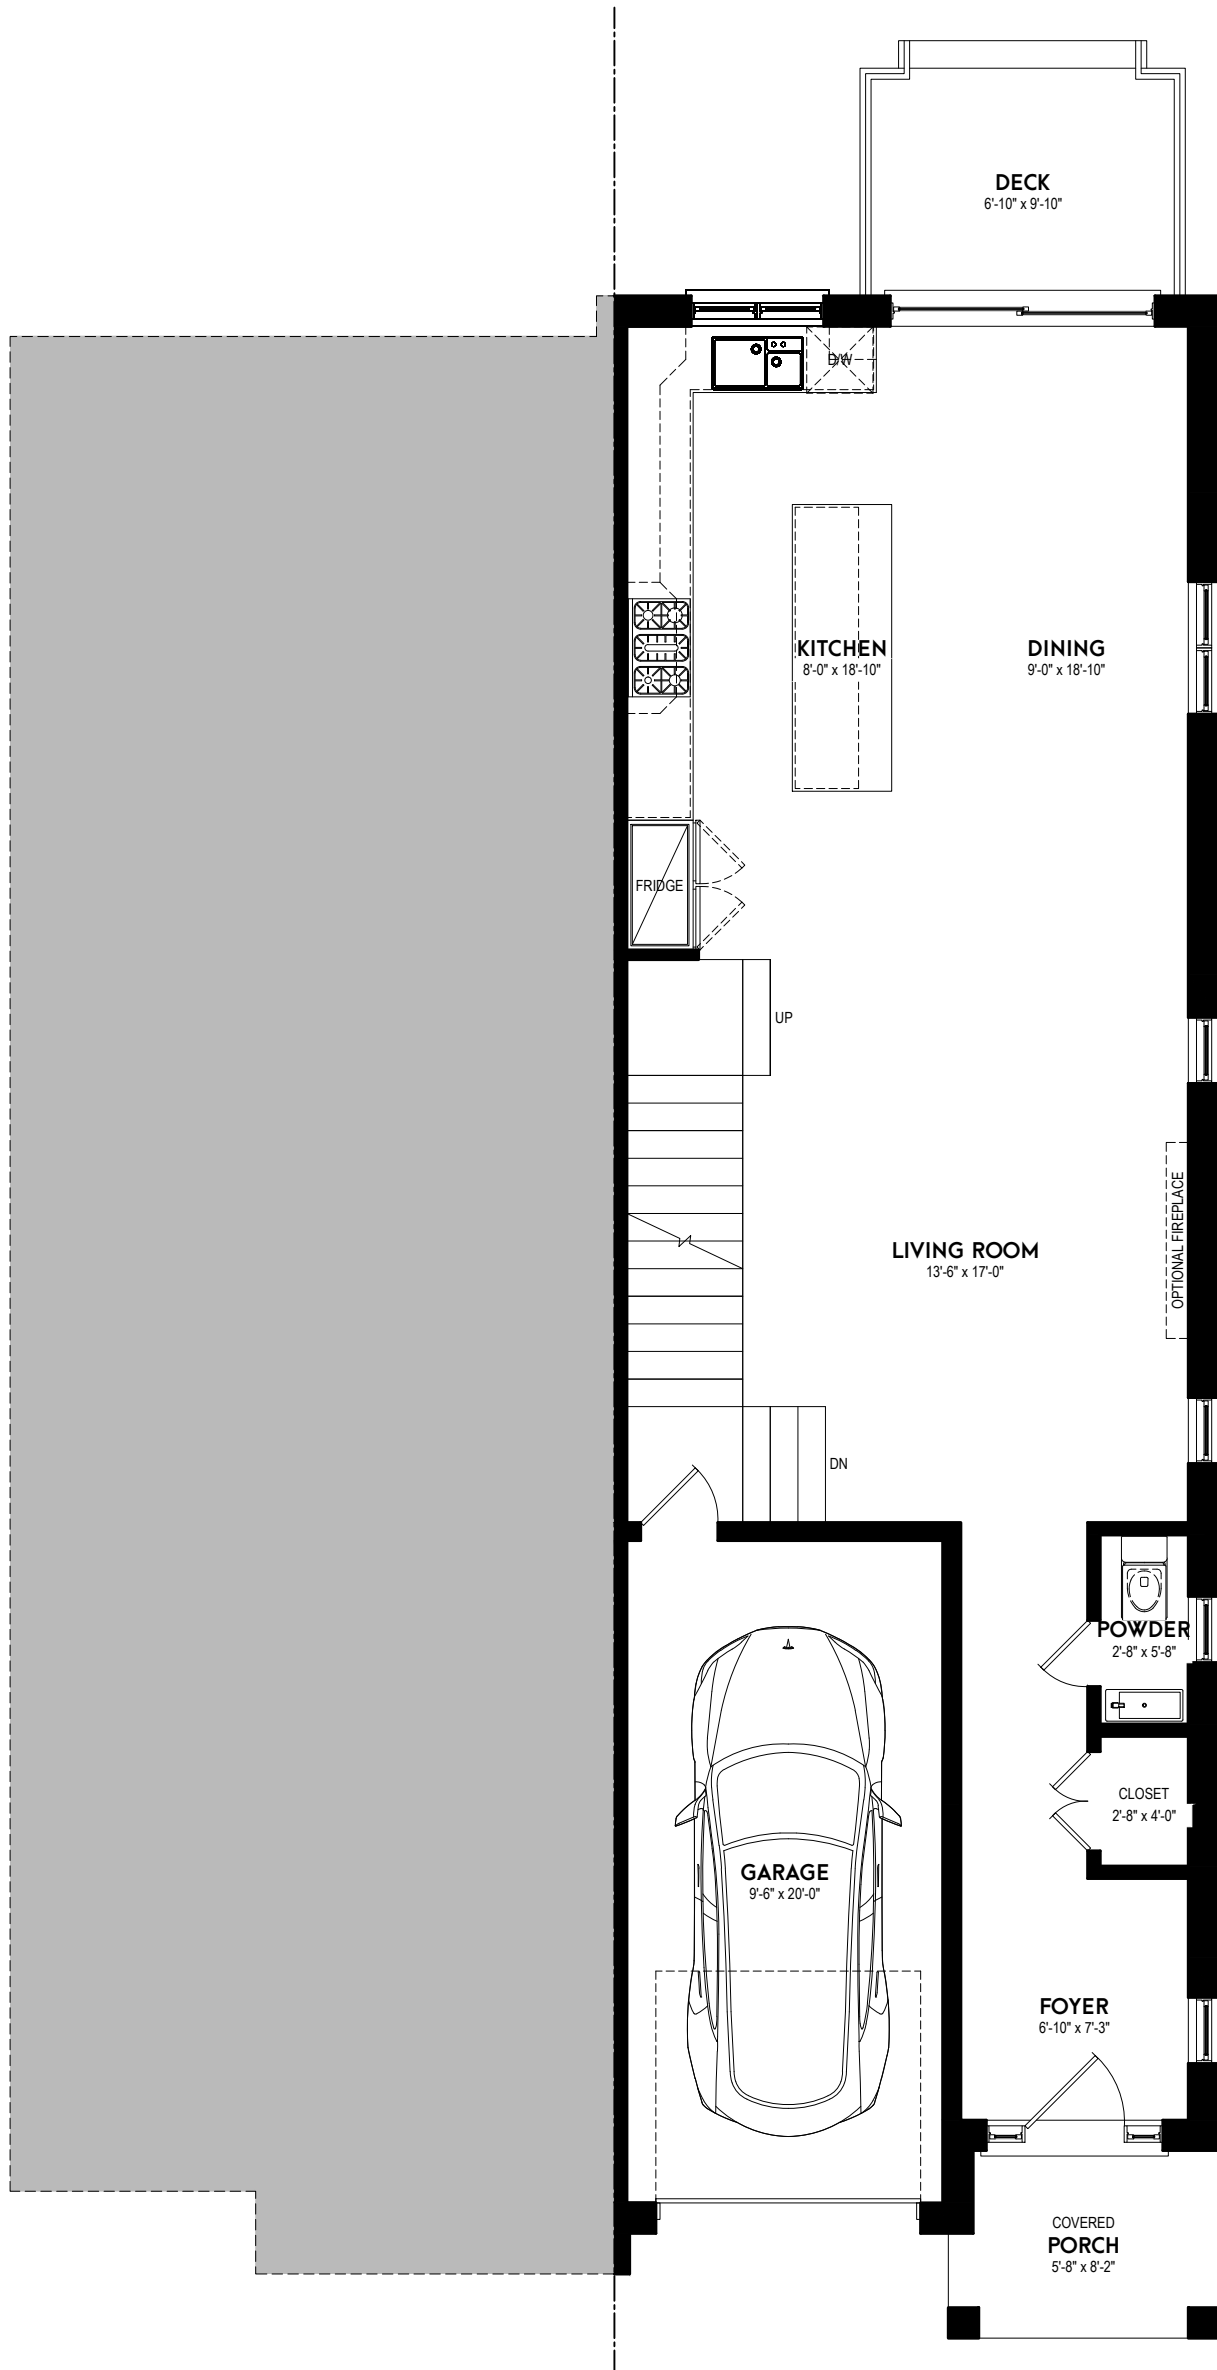 DECK
6'-10" x 9'-10"
D/W
KITCHEN
8'-0" x 18'-10"
DINING
9'-0" x 18'-10"
FRIDGE
UP
OPTIONAL FIREPLACE
LIVING ROOM
13'-6" x 17'-0"
DN
POWDER
2'-8" x 5'-8"
CLOSET
2'-8" x 4'-0"
GARAGE
9'-6" x 20'-0"
FOYER
6'-10" x 7'-3"
COVERED
PORCH
5'-8" x 8'-2"